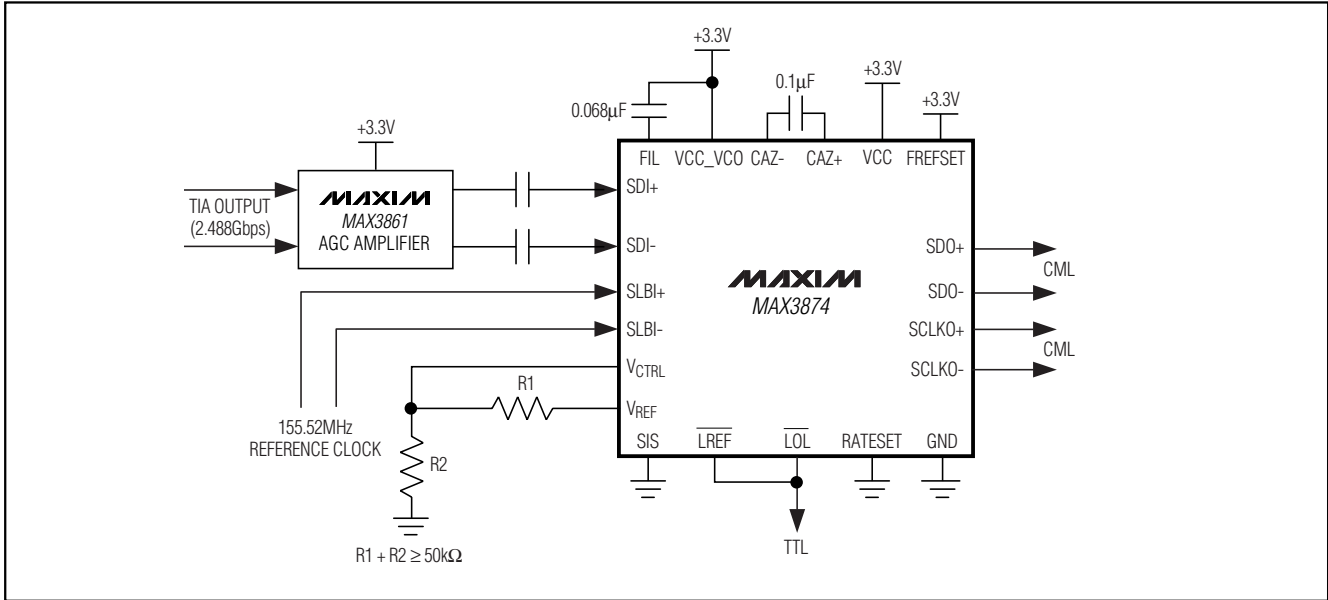 +3.3V
0.1µF
+3.3V
+3.3V
0.068µF
+3.3V
FIL VCC_VCO CAZ- CAZ+ VCC FREFSET
TIA OUTPUT
(2.488Gbps)
MAXIM
MAX3861
AGC AMPLIFIER
SDI+
SDI-
SLBI+
SLBI-
VCTRL
VREF
MAXIM
MAX3874
SDO+
SDO-
CML
SCLKO+
SCLKO-
CML
R1
155.52MHz
REFERENCE CLOCK
R2
SIS LREF LOL RATESET GND
TTL
R1 + R2 ≥ 50kΩ